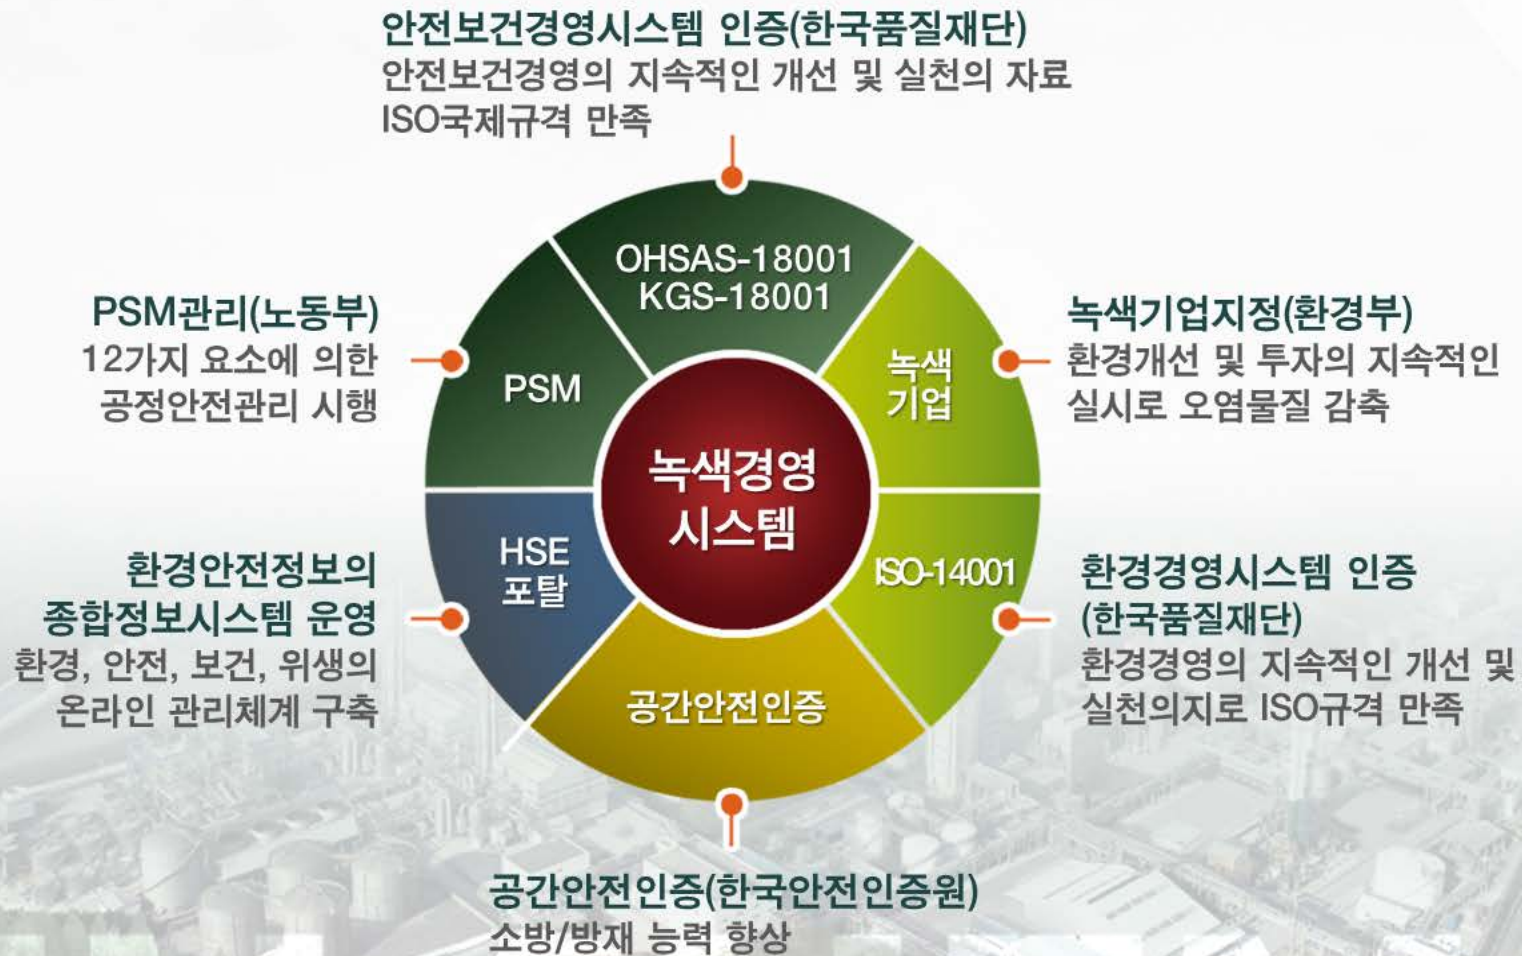 안전보건경영시스템 인증(한국품질재단)
안전보건경영의 지속적인 개선 및 실천의 자료
ISO국제규격 만족
OHSAS-18001
KGS-18001
PSM관리(노동부)
12가지 요소에 의한
공정안전관리 시행
PSM
녹색
기업
녹색기업지정(환경부)
환경개선 및 투자의 지속적인
실시로 오염물질 감축
녹색경영
시스템
환경안전정보의
종합정보시스템 운영
환경, 안전, 보건, 위생의
온라인 관리체계 구축
HSE
포탈
ISO-14001
환경경영시스템 인증
(한국품질재단)
환경경영의 지속적인 개선 및
실천의지로 ISO규격 만족
공간안전인증
공간안전인증(한국안전인증원)
소방/방재 능력 향상